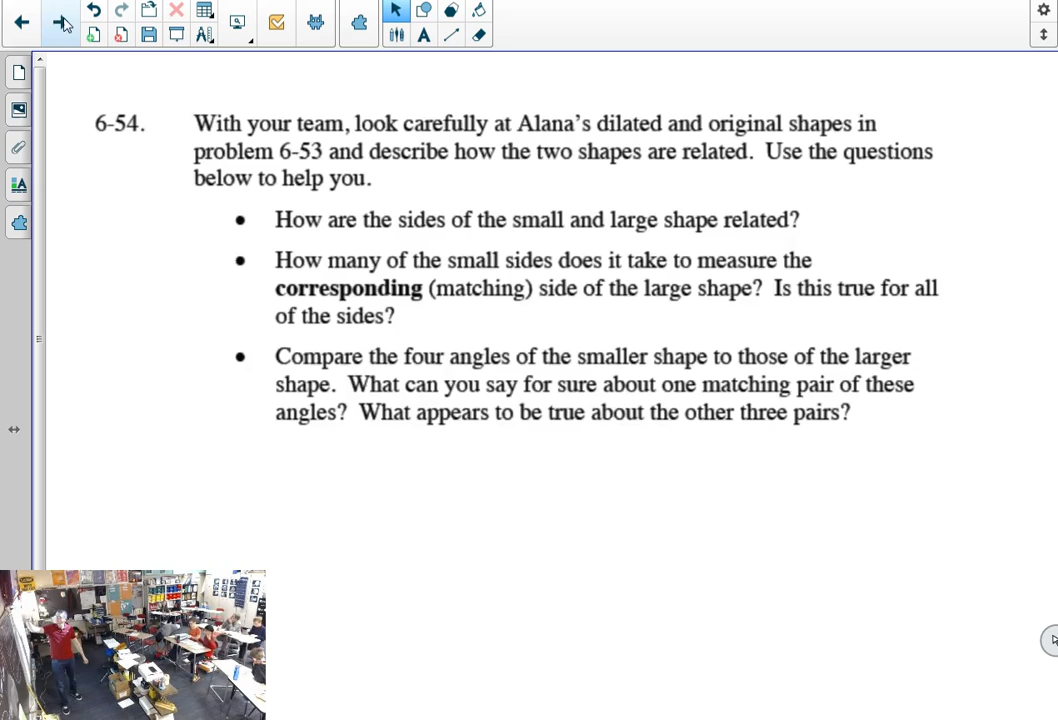 6-54. With your team, look carefully at Alana's dilated and original shapes in
problem 6-53 and describe how the two shapes are related. Use the questions
below to help you.
• How are the sides of the small and large shape related?
• How many of the small sides does it take to measure the
corresponding (matching) side of the large shape? Is this true for all
of the sides?
• Compare the four angles of the smaller shape to those of the larger
shape. What can you say for sure about one matching pair of these
angles? What appears to be true about the other three pairs?